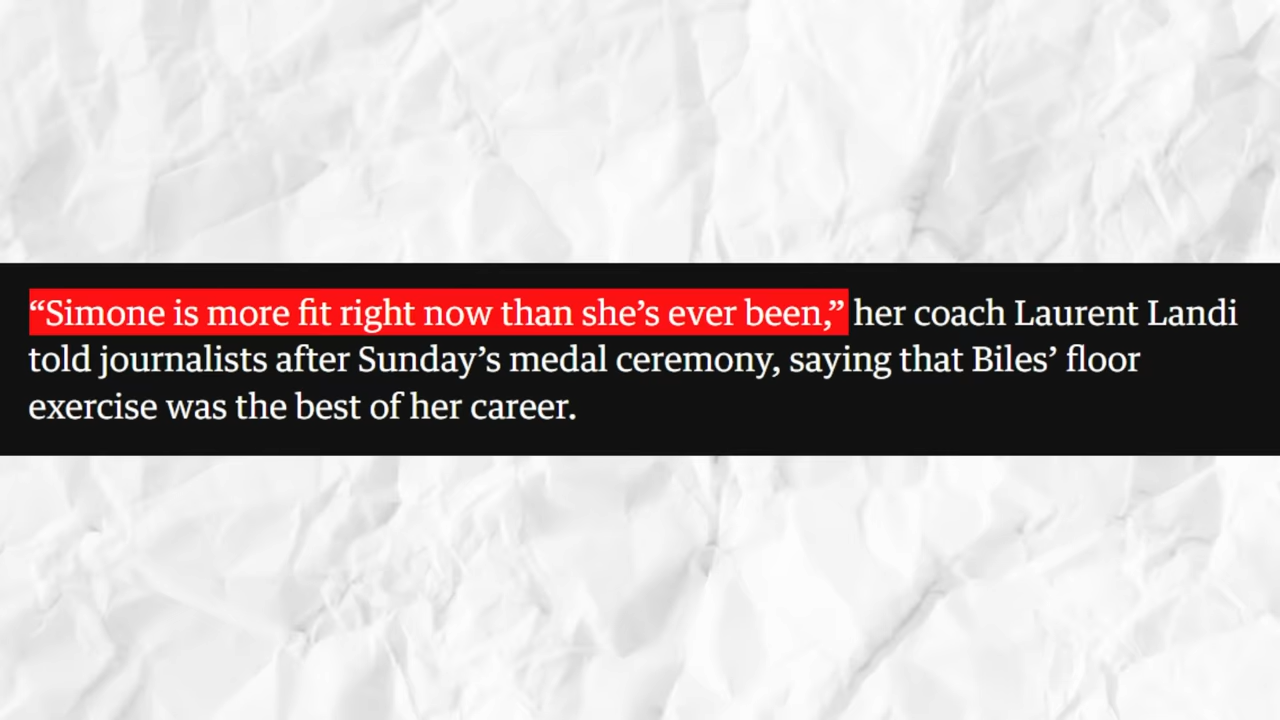 “Simone is more fit right now than she’s ever been,” her coach Laurent Landi
told journalists after Sunday’s medal ceremony, saying that Biles’ floor
exercise was the best of her career.